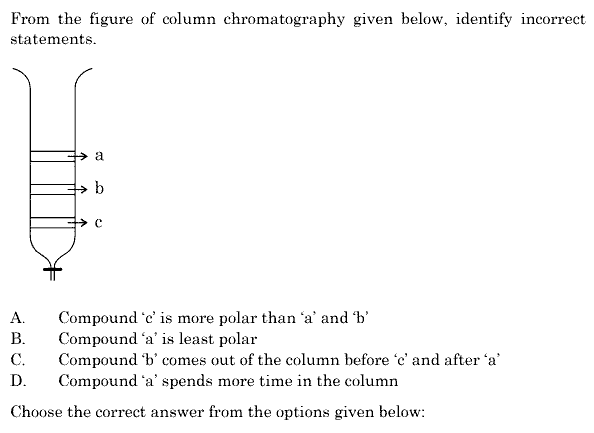 From the figure of column chromatography given below, identify incorrect
statements.
a
b
c
A. Compound ‘c’ is more polar than ‘a’ and ‘b’
B. Compound ‘a’ is least polar
C. Compound ‘b’ comes out of the column before ‘c’ and after ‘a’
D. Compound ‘a’ spends more time in the column
Choose the correct answer from the options given below: